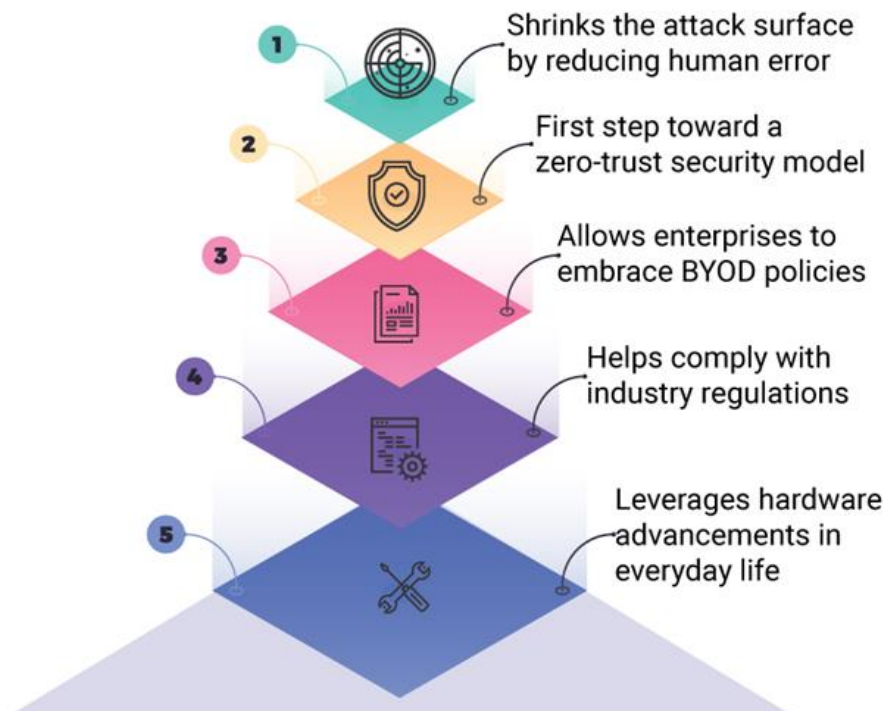 1
Shrinks the attack surface
by reducing human error
2
First step toward a
zero-trust security model
3
Allows enterprises to
embrace BYOD policies
4
Helps comply with
industry regulations
5
Leverages hardware
advancements in
everyday life